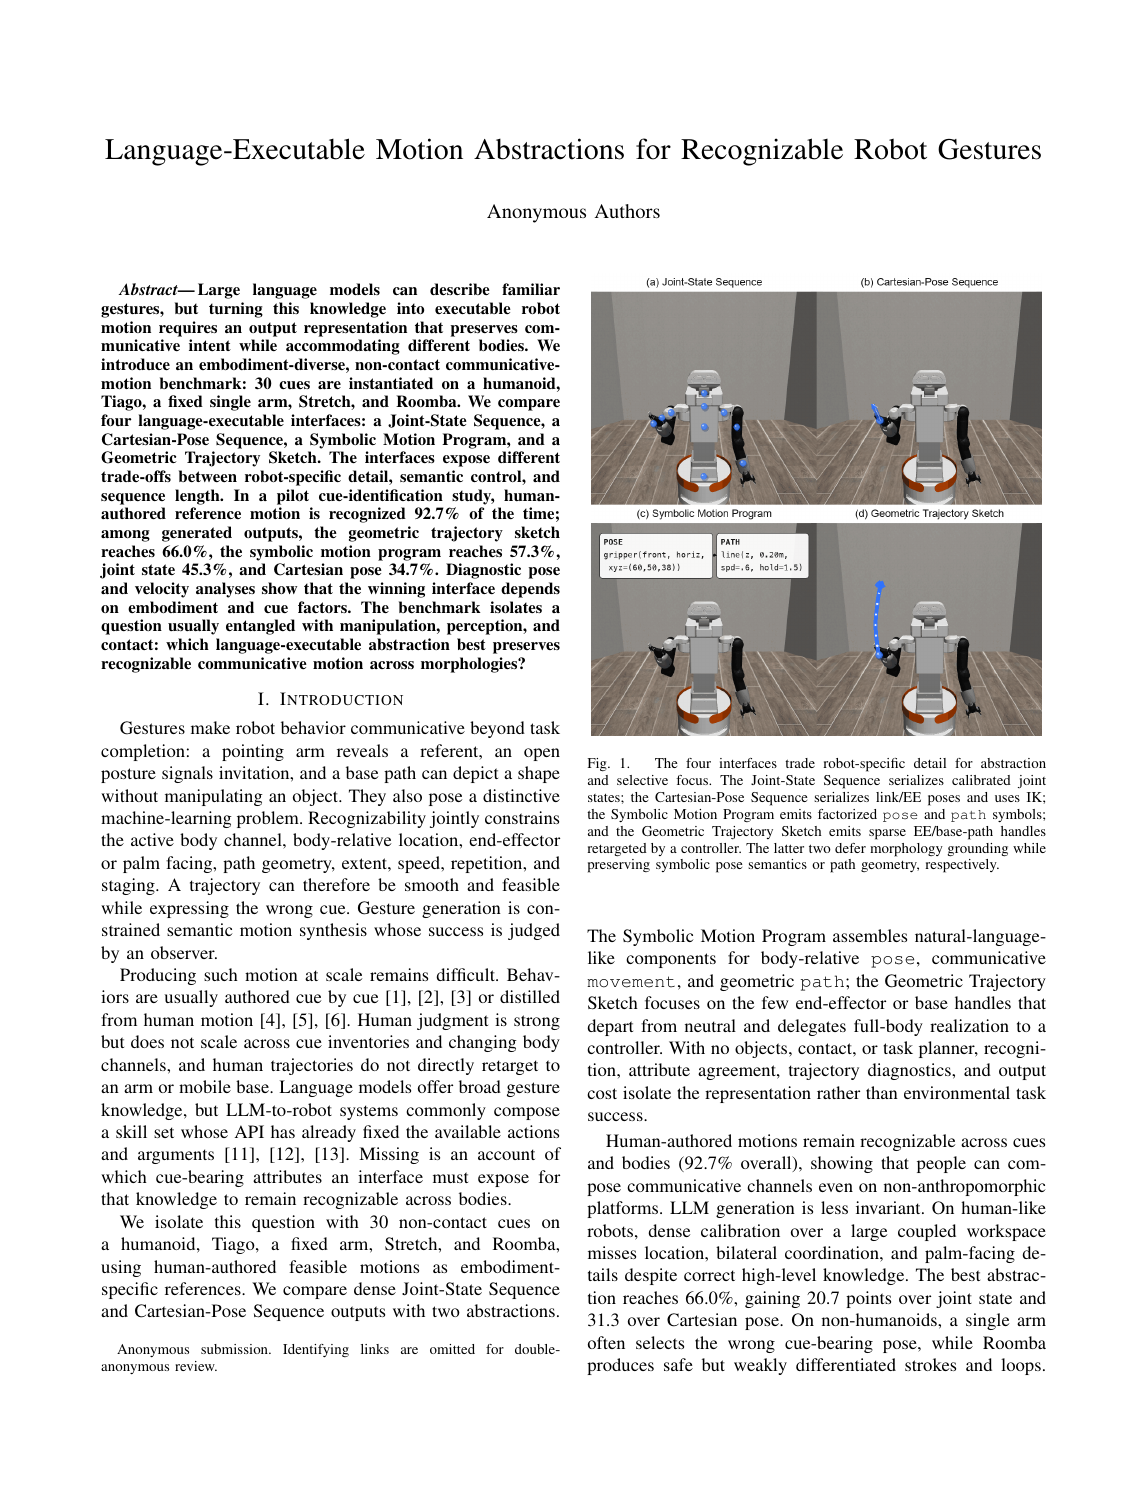 Language-Executable Motion Abstractions for Recognizable Robot Gestures
Anonymous Authors
Abstract— Large language models can describe familiar
gestures, but turning this knowledge into executable robot
motion requires an output representation that preserves com-
municative intent while accommodating different bodies. We
introduce an embodiment-diverse, non-contact communicative-
motion benchmark: 30 cues are instantiated on a humanoid,
Tiago, a fixed single arm, Stretch, and Roomba. We compare
four language-executable interfaces: a Joint-State Sequence, a
Cartesian-Pose Sequence, a Symbolic Motion Program, and a
Geometric Trajectory Sketch. The interfaces expose different
trade-offs between robot-specific detail, semantic control, and
sequence length. In a pilot cue-identification study, human-
authored reference motion is recognized 92.7% of the time;
among generated outputs, the geometric trajectory sketch
reaches 66.0%, the symbolic motion program reaches 57.3%,
joint state 45.3%, and Cartesian pose 34.7%. Diagnostic pose
and velocity analyses show that the winning interface depends
on embodiment and cue factors. The benchmark isolates a
question usually entangled with manipulation, perception, and
contact: which language-executable abstraction best preserves
recognizable communicative motion across morphologies?
I. INTRODUCTION
Gestures make robot behavior communicative beyond task
completion: a pointing arm reveals a referent, an open
posture signals invitation, and a base path can depict a shape
without manipulating an object. They also pose a distinctive
machine-learning problem. Recognizability jointly constrains
the active body channel, body-relative location, end-effector
or palm facing, path geometry, extent, speed, repetition, and
staging. A trajectory can therefore be smooth and feasible
while expressing the wrong cue. Gesture generation is con-
strained semantic motion synthesis whose success is judged
by an observer.
Producing such motion at scale remains difficult. Behav-
iors are usually authored cue by cue [1], [2], [3] or distilled
from human motion [4], [5], [6]. Human judgment is strong
but does not scale across cue inventories and changing body
channels, and human trajectories do not directly retarget to
an arm or mobile base. Language models offer broad gesture
knowledge, but LLM-to-robot systems commonly compose
a skill set whose API has already fixed the available actions
and arguments [11], [12], [13]. Missing is an account of
which cue-bearing attributes an interface must expose for
that knowledge to remain recognizable across bodies.
We isolate this question with 30 non-contact cues on
a humanoid, Tiago, a fixed arm, Stretch, and Roomba,
using human-authored feasible motions as embodiment-
specific references. We compare dense Joint-State Sequence
and Cartesian-Pose Sequence outputs with two abstractions.
Anonymous submission. Identifying links are omitted for double-
anonymous review.
(a) Joint-State Sequence
(b) Cartesian-Pose Sequence
(c) Symbolic Motion Program
(d) Geometric Trajectory Sketch
POSE
gripper(front, horiz,
xyz=(60,50,38))
PATH
line(z, 0.20m,
spd=.6, hold=1.5)
Fig. 1. The four interfaces trade robot-specific detail for abstraction
and selective focus. The Joint-State Sequence serializes calibrated joint
states; the Cartesian-Pose Sequence serializes link/EE poses and uses IK;
the Symbolic Motion Program emits factorized pose and path symbols;
and the Geometric Trajectory Sketch emits sparse EE/base-path handles
retargeted by a controller. The latter two defer morphology grounding while
preserving symbolic pose semantics or path geometry, respectively.
The Symbolic Motion Program assembles natural-language-
like components for body-relative pose, communicative
movement, and geometric path; the Geometric Trajectory
Sketch focuses on the few end-effector or base handles that
depart from neutral and delegates full-body realization to a
controller. With no objects, contact, or task planner, recogni-
tion, attribute agreement, trajectory diagnostics, and output
cost isolate the representation rather than environmental task
success.
Human-authored motions remain recognizable across cues
and bodies (92.7% overall), showing that people can com-
pose communicative channels even on non-anthropomorphic
platforms. LLM generation is less invariant. On human-like
robots, dense calibration over a large coupled workspace
misses location, bilateral coordination, and palm-facing de-
tails despite correct high-level knowledge. The best abstrac-
tion reaches 66.0%, gaining 20.7 points over joint state and
31.3 over Cartesian pose. On non-humanoids, a single arm
often selects the wrong cue-bearing pose, while Roomba
produces safe but weakly differentiated strokes and loops.